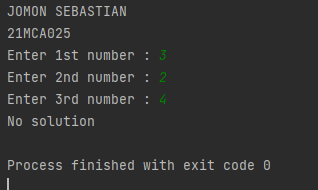 JOMON SEBASTIAN
21MCA025
Enter 1st number : 3
Enter 2nd number : 2
Enter 3rd number : 4
No solution
Process finished with exit code 0